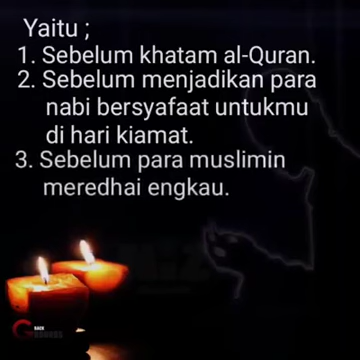 Yaitu ;
1. Sebelum khatam al-Quran.
2. Sebelum menjadikan para
nabi bersyafaat untukmu
di hari kiamat.
3. Sebelum para muslimin
meredhai engkau.